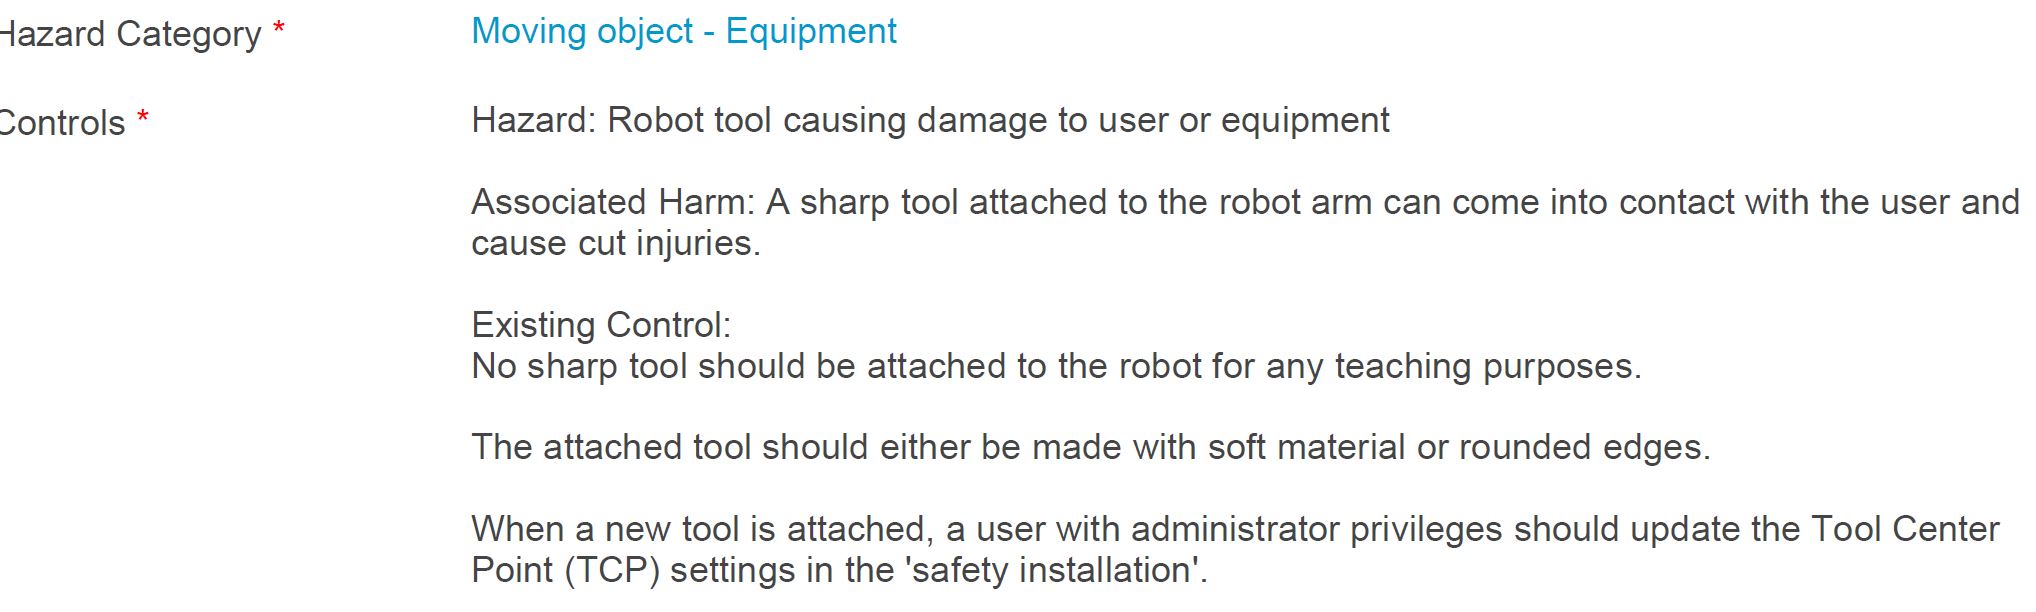 Hazard Category *
Moving object - Equipment
Controls *
Hazard: Robot tool causing damage to user or equipment
Associated Harm: A sharp tool attached to the robot arm can come into contact with the user and
cause cut injuries.
Existing Control:
No sharp tool should be attached to the robot for any teaching purposes.
The attached tool should either be made with soft material or rounded edges.
When a new tool is attached, a user with administrator privileges should update the Tool Center
Point (TCP) settings in the 'safety installation'.